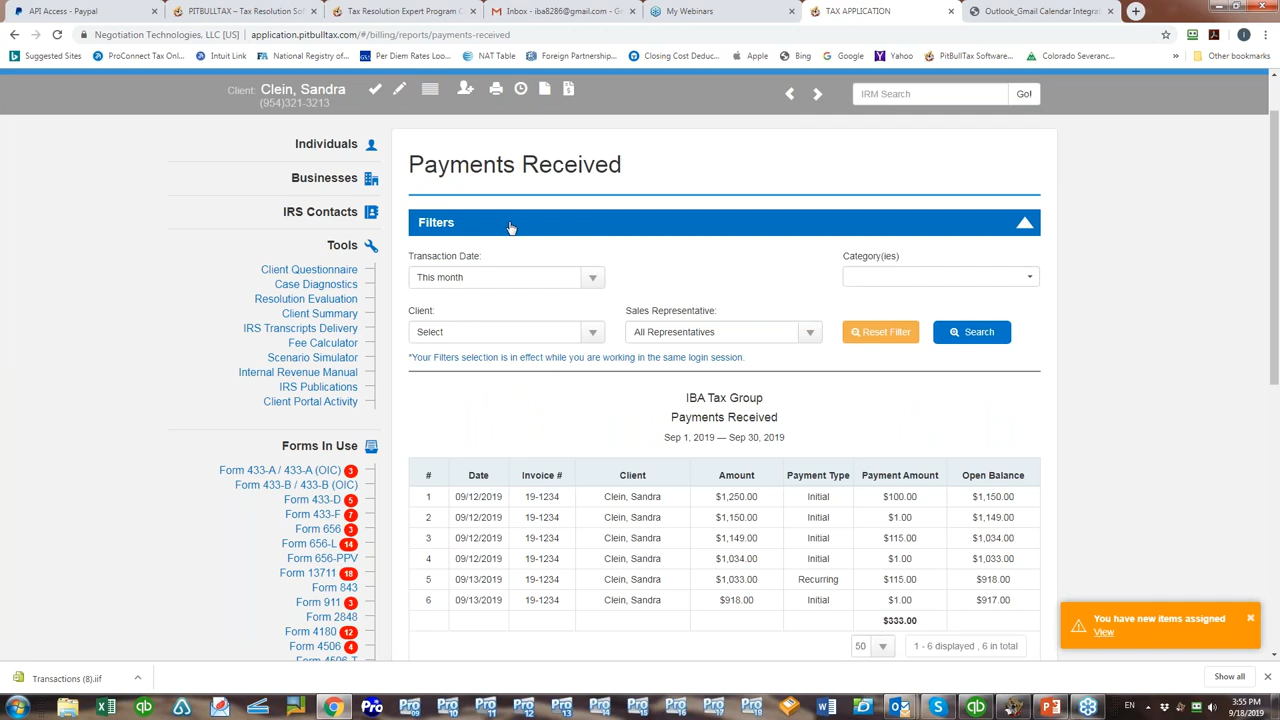 API Access - Paypal
PITBULLTAX – Tax Resolution Sof
Tax Resolution Expert Program C
Inbox - iba8286@gmail.com - G
My Webinars
TAX APPLICATION
Outlook_Gmail Calendar Integrat
Negotiation Technologies, LLC [US]
application.pitbulltax.com/#/billing/reports/payments-received
Suggested Sites
ProConnect Tax Onl...
Intuit Link
National Registry of...
Per Diem Rates Loo...
NAT Table
Foreign Partnership...
Closing Cost Deduc...
Apple
Bing
Google
Yahoo
PitBullTax Software...
Colorado Severanc...
»
Other bookmarks
Client: Clein, Sandra
(954)321-3213
IRM Search
Go!
Individuals
Businesses
IRS Contacts
Tools
Client Questionnaire
Case Diagnostics
Resolution Evaluation
Client Summary
IRS Transcripts Delivery
Fee Calculator
Scenario Simulator
Internal Revenue Manual
IRS Publications
Client Portal Activity
Forms In Use
Form 433-A / 433-A (OIC) 3
Form 433-B / 433-B (OIC)
Form 433-D 5
Form 433-F 7
Form 656 3
Form 656-L 14
Form 656-PPV
Form 13711 18
Form 843
Form 911 3
Form 2848
Form 4180 12
Form 4506 4
Form 4506-T
Payments Received
Filters
Transaction Date:
This month
Category(ies)
Client:
Select
Sales Representative:
All Representatives
Reset Filter
Search
*Your Filters selection is in effect while you are working in the same login session.
IBA Tax Group
Payments Received
Sep 1, 2019 — Sep 30, 2019
# Date Invoice # Client Amount Payment Type Payment Amount Open Balance
1 09/12/2019 19-1234 Clein, Sandra $1,250.00 Initial $100.00 $1,150.00
2 09/12/2019 19-1234 Clein, Sandra $1,150.00 Initial $1.00 $1,149.00
3 09/12/2019 19-1234 Clein, Sandra $1,149.00 Initial $115.00 $1,034.00
4 09/12/2019 19-1234 Clein, Sandra $1,034.00 Initial $1.00 $1,033.00
5 09/13/2019 19-1234 Clein, Sandra $1,033.00 Recurring $115.00 $918.00
6 09/13/2019 19-1234 Clein, Sandra $918.00 Initial $1.00 $917.00
$333.00
50
1 - 6 displayed , 6 in total
You have new items assigned
View
Transactions (8).iif
Show all
EN
3:55 PM
9/18/2019